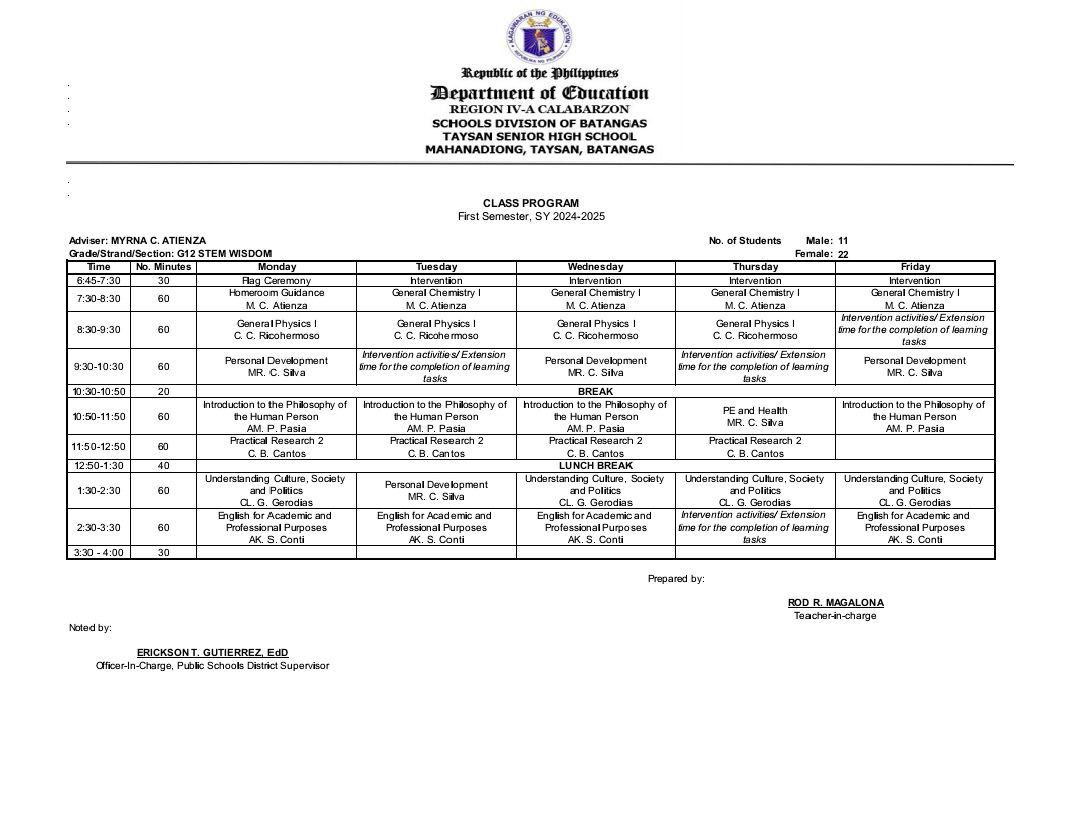 KAGAWARAN NG EDUKASYON
REPUBLIKA NG PILIPINAS
Republic of the Philippines
Department of Education
REGION IV-A CALABARZON
SCHOOLS DIVISION OF BATANGAS
TAYSAN SENIOR HIGH SCHOOL
MAHANADIONG, TAYSAN, BATANGAS
CLASS PROGRAM
First Semester, SY 2024-2025
Adviser: MYRNA C. ATIENZA No. of Students Male: 11
Grade/Strand/Section: G12 STEM WISDOM Female: 22
Time No. Minutes Monday Tuesday Wednesday Thursday Friday
6:45-7:30 30 Flag Ceremony Intervention Intervention Intervention Intervention
7:30-8:30 60 Homeroom Guidance General Chemistry I General Chemistry I General Chemistry I General Chemistry I
M. C. Atienza M. C. Atienza M. C. Atienza M. C. Atienza M. C. Atienza
8:30-9:30 60 General Physics I General Physics I General Physics I General Physics I Intervention activities/ Extension
C. C. Ricohermoso C. C. Ricohermoso C. C. Ricohermoso C. C. Ricohermoso time for the completion of learning
tasks
9:30-10:30 60 Personal Development Intervention activities/ Extension Personal Development Intervention activities/ Extension Personal Development
MR. C. Silva time for the completion of learning MR. C. Silva time for the completion of learning MR. C. Silva
tasks tasks
10:30-10:50 20 BREAK
10:50-11:50 60 Introduction to the Philosophy of Introduction to the Philosophy of Introduction to the Philosophy of PE and Health Introduction to the Philosophy of
the Human Person the Human Person the Human Person MR. C. Silva the Human Person
AM. P. Pasia AM. P. Pasia AM. P. Pasia AM. P. Pasia
11:50-12:50 60 Practical Research 2 Practical Research 2 Practical Research 2 Practical Research 2
C. B. Cantos C. B. Cantos C. B. Cantos C. B. Cantos
12:50-1:30 40 LUNCH BREAK
1:30-2:30 60 Understanding Culture, Society Personal Development Understanding Culture, Society Understanding Culture, Society Understanding Culture, Society
and Politics MR. C. Silva and Politics and Politics and Politics
CL. G. Gerodias CL. G. Gerodias CL. G. Gerodias CL. G. Gerodias
2:30-3:30 60 English for Academic and English for Academic and English for Academic and Intervention activities/ Extension English for Academic and
Professional Purposes Professional Purposes Professional Purposes time for the completion of learning Professional Purposes
AK. S. Conti AK. S. Conti AK. S. Conti tasks AK. S. Conti
3:30 - 4:00 30
Prepared by:
ROD R. MAGALONA
Teacher-in-charge
Noted by:
ERICKSON T. GUTIERREZ, EdD
Officer-In-Charge, Public Schools District Supervisor